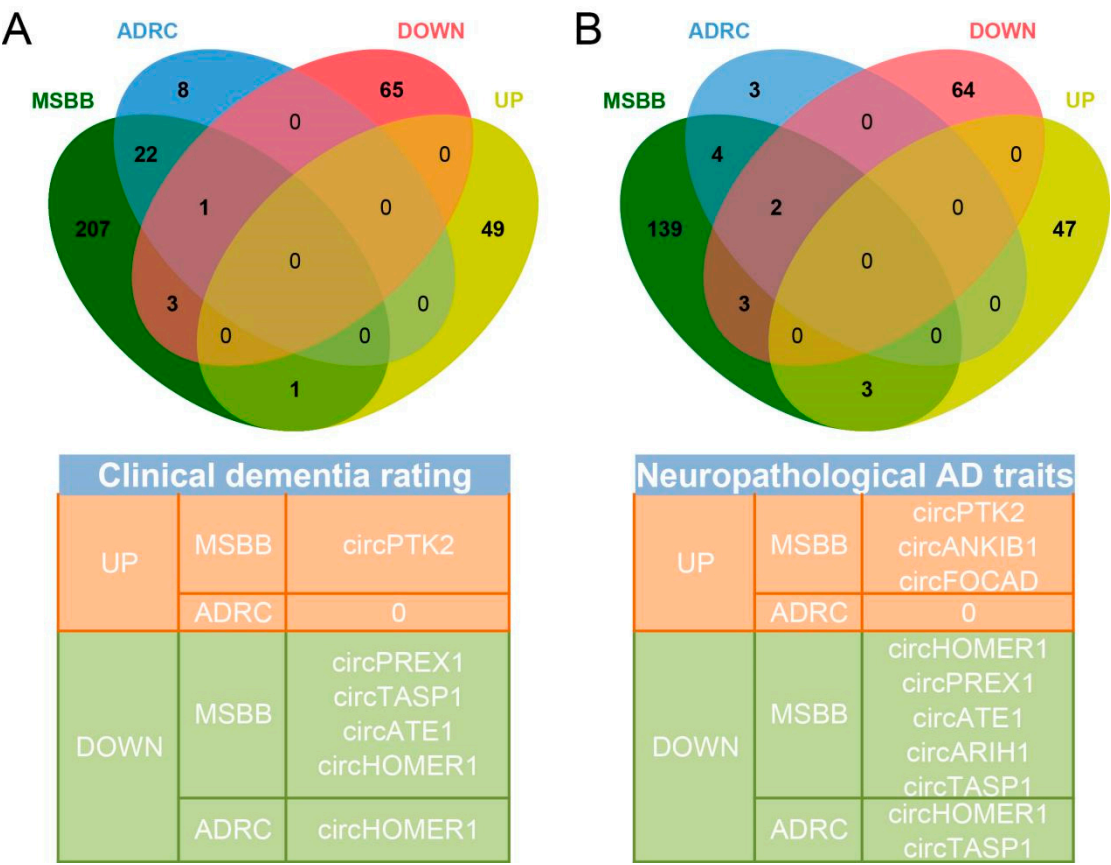 A
ADRC
DOWN
MSBB
UP
8
65
0
22
0
1
0
207
49
0
3
0
0
0
1
B
ADRC
DOWN
MSBB
UP
3
64
0
4
0
2
0
139
47
0
3
0
0
0
3
Clinical dementia rating
UP
MSBB
circPTK2
ADRC
0
DOWN
MSBB
circPREX1
circTASP1
circATE1
circHOMER1
ADRC
circHOMER1
Neuropathological AD traits
UP
MSBB
circPTK2
circANKIB1
circFOCAD
ADRC
0
DOWN
MSBB
circHOMER1
circPREX1
circATE1
circARIH1
circTASP1
ADRC
circHOMER1
circTASP1